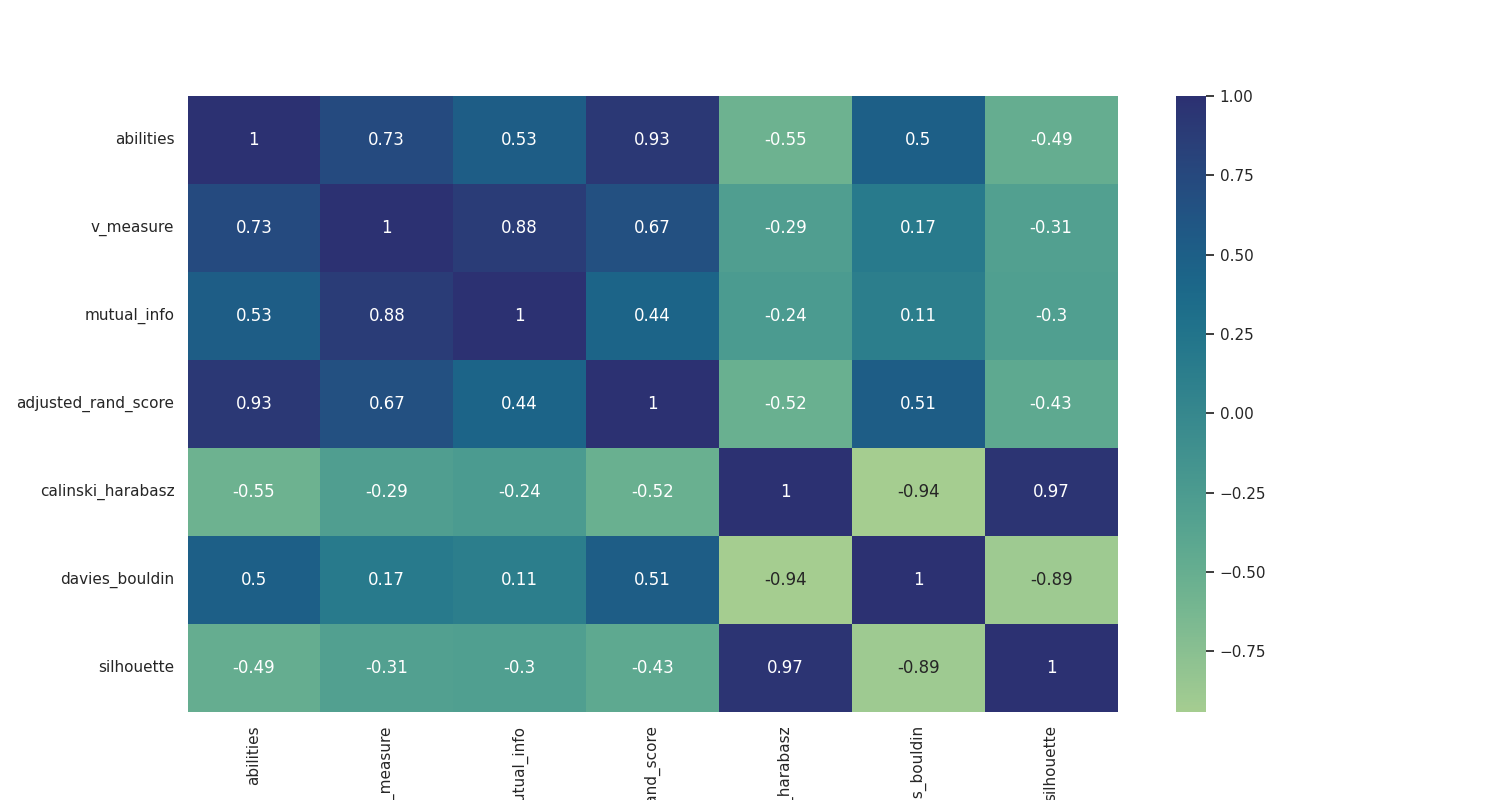 abilities 1 0.73 0.53 0.93 -0.55 0.5 -0.49
v_measure 0.73 1 0.88 0.67 -0.29 0.17 -0.31
mutual_info 0.53 0.88 1 0.44 -0.24 0.11 -0.3
adjusted_rand_score 0.93 0.67 0.44 1 -0.52 0.51 -0.43
calinski_harabasz -0.55 -0.29 -0.24 -0.52 1 -0.94 0.97
davies_bouldin 0.5 0.17 0.11 0.51 -0.94 1 -0.89
silhouette -0.49 -0.31 -0.3 -0.43 0.97 -0.89 1
abilities
_measure
utual_info
and_score
_harabasz
s_bouldin
silhouette
1.00
0.75
0.50
0.25
0.00
−0.25
−0.50
−0.75